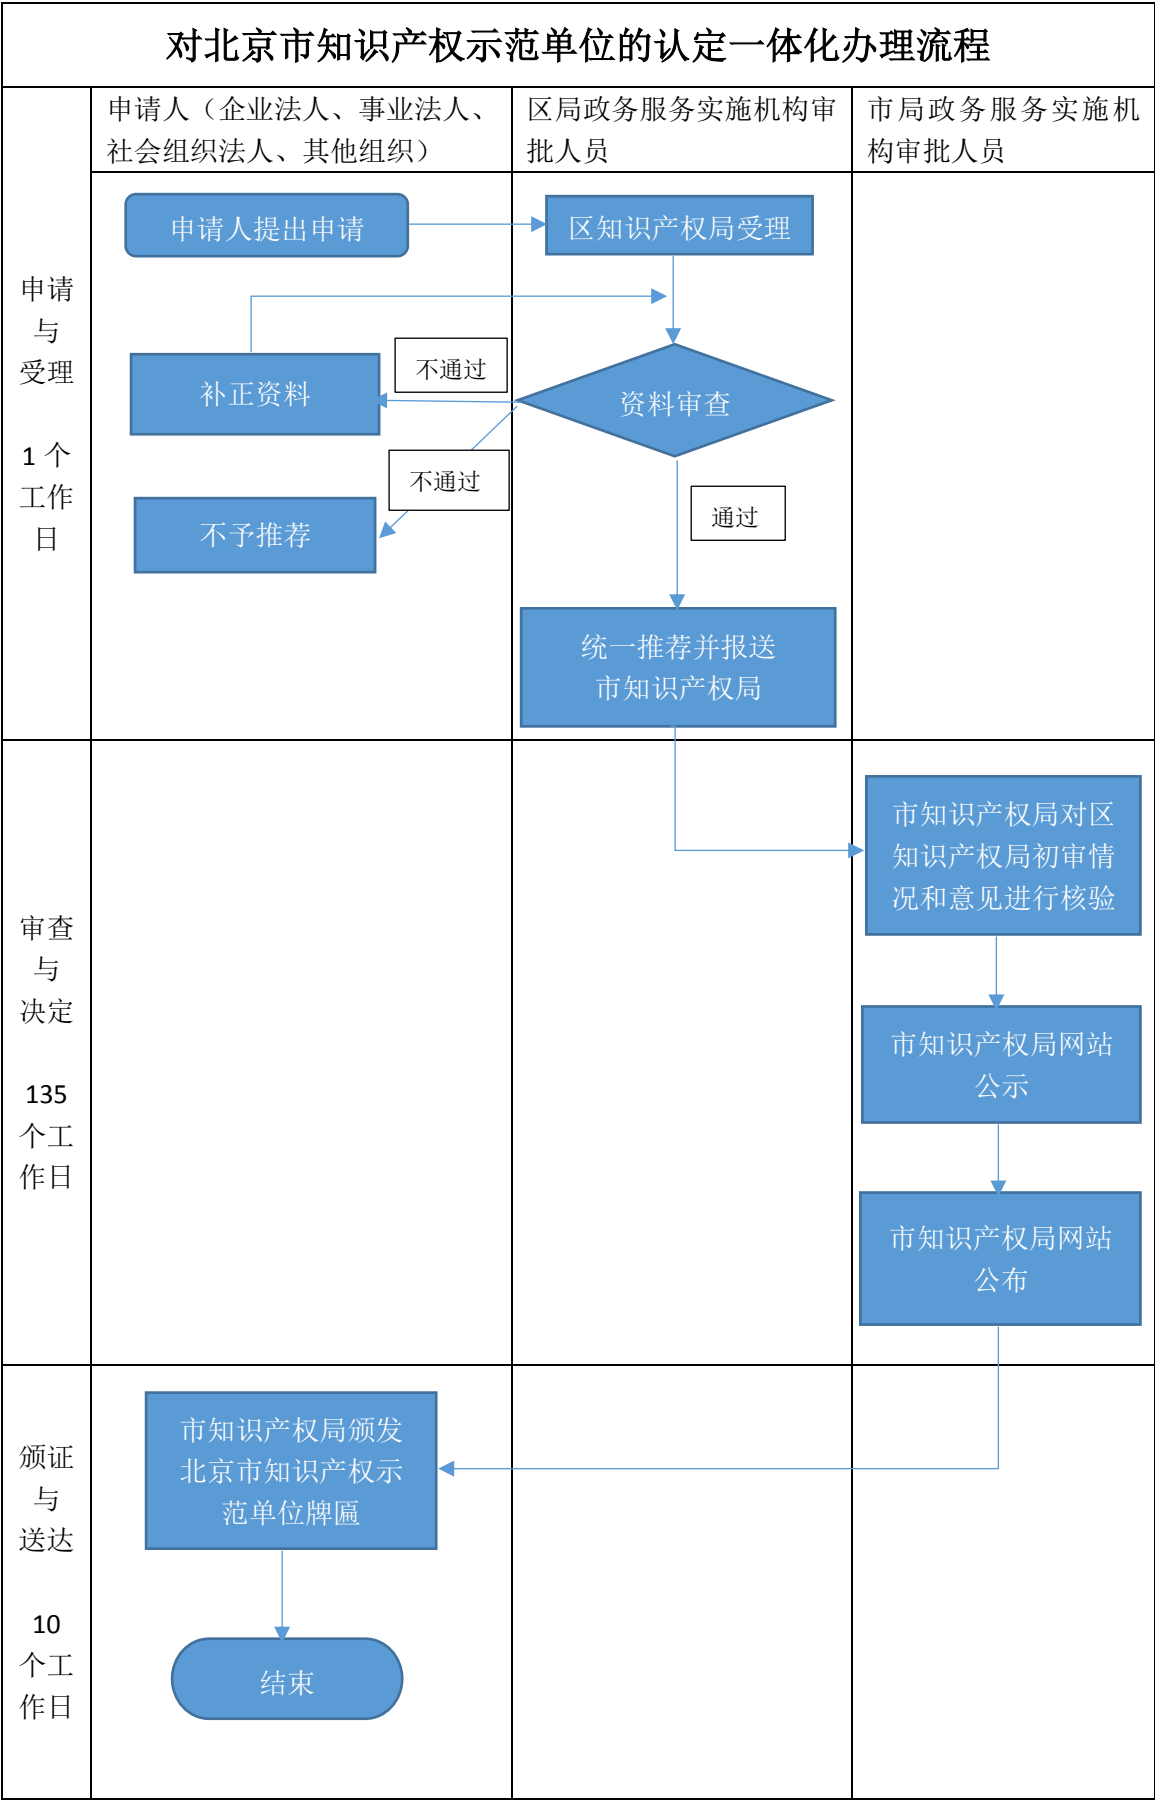 对北京市知识产权示范单位的认定一体化办理流程
申请人（企业法人、事业法人、
社会组织法人、其他组织）
区局政务服务实施机构审
批人员
市局政务服务实施机
构审批人员
申请
与
受理
1 个
工作
日
申请人提出申请
区知识产权局受理
补正资料
不通过
资料审查
不通过
不予推荐
通过
统一推荐并报送
市知识产权局
审查
与
决定
135
个工
作日
市知识产权局对区
知识产权局初审情
况和意见进行核验
市知识产权局网站
公示
市知识产权局网站
公布
颁证
与
送达
10
个工
作日
市知识产权局颁发
北京市知识产权示
范单位牌匾
结束